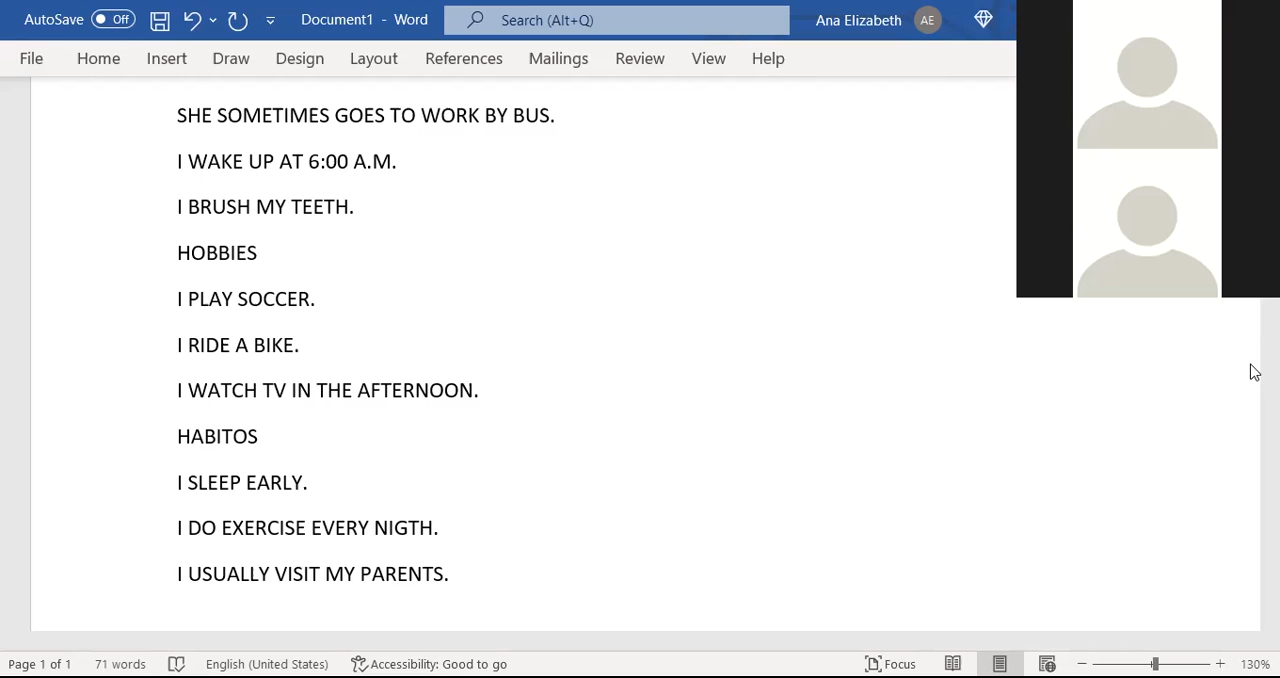 AutoSave Off Document1 - Word Search (Alt+Q) Ana Elizabeth AE
File Home Insert Draw Design Layout References Mailings Review View Help
SHE SOMETIMES GOES TO WORK BY BUS.
I WAKE UP AT 6:00 A.M.
I BRUSH MY TEETH.
HOBBIES
I PLAY SOCCER.
I RIDE A BIKE.
I WATCH TV IN THE AFTERNOON.
HABITOS
I SLEEP EARLY.
I DO EXERCISE EVERY NIGTH.
I USUALLY VISIT MY PARENTS.
Page 1 of 1 71 words English (United States) Accessibility: Good to go Focus 130%